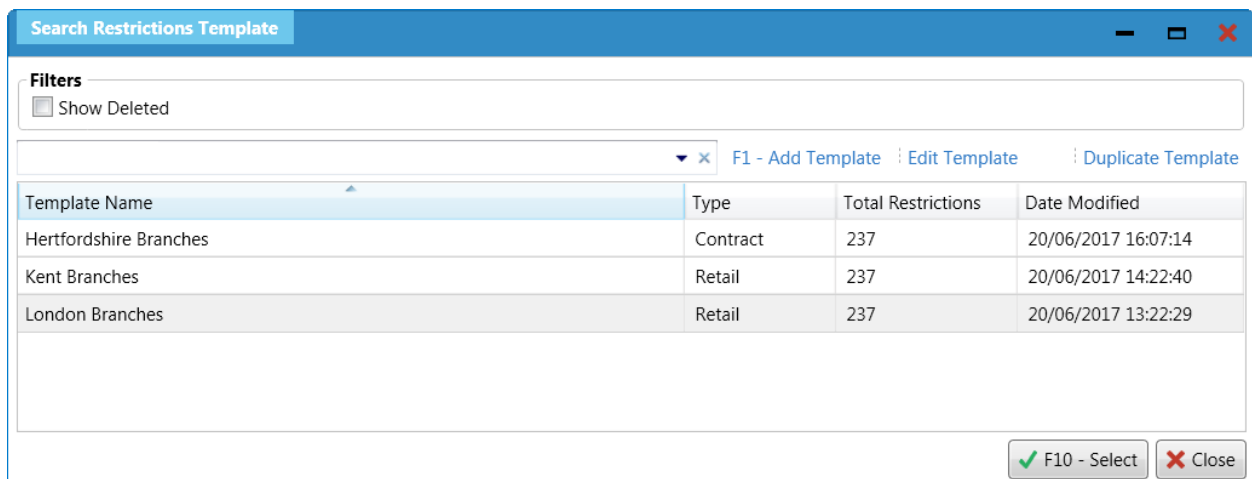 Search Restrictions Template
Filters
Show Deleted
F1 - Add Template Edit Template Duplicate Template
Template Name Type Total Restrictions Date Modified
Hertfordshire Branches Contract 237 20/06/2017 16:07:14
Kent Branches Retail 237 20/06/2017 14:22:40
London Branches Retail 237 20/06/2017 13:22:29
F10 - Select Close